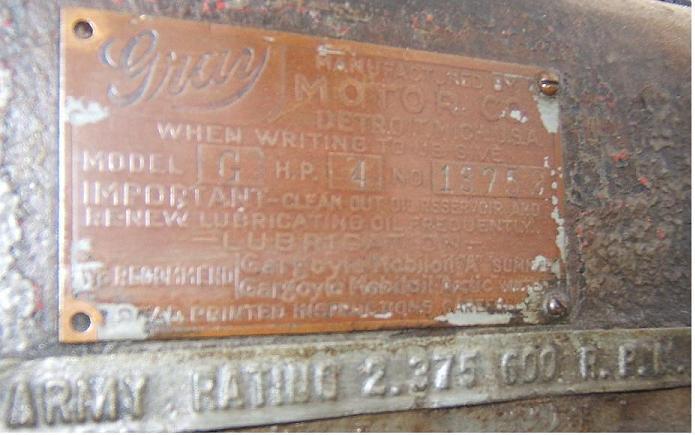 Gray
MANUFACTURED BY
MOTOR CO
DETROIT MICH. U.S.A.
WHEN WRITING TO US GIVE
MODEL G H.P. 4 NO
IMPORTANT-CLEAN OUT OIL RESERVOIR AND
RENEW LUBRICATING OIL FREQUENTLY.
-LUBRICATION-
WE RECOMMEND Gargoyle Mobiloil "A" SUMMER
Gargoyle Mobiloil Arctic
READ PRINTED INSTRUCTIONS CAREFULLY
ARMY RATING 2.375 600 R.P.M.